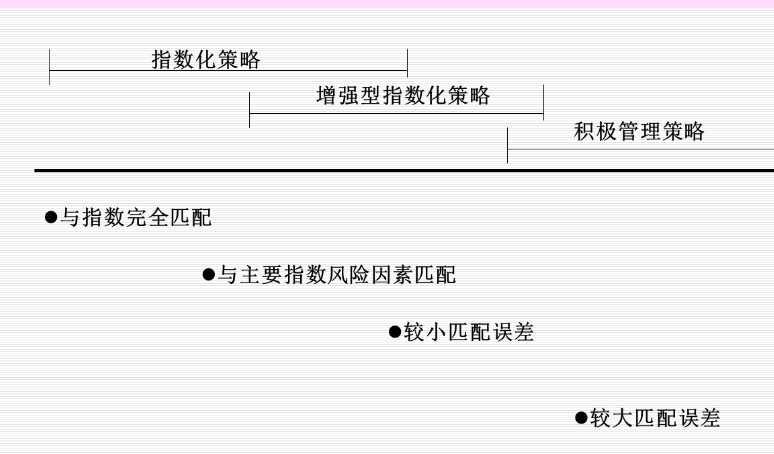 指数化策略
增强型指数化策略
积极管理策略
●与指数完全匹配
●与主要指数风险因素匹配
●较小匹配误差
●较大匹配误差